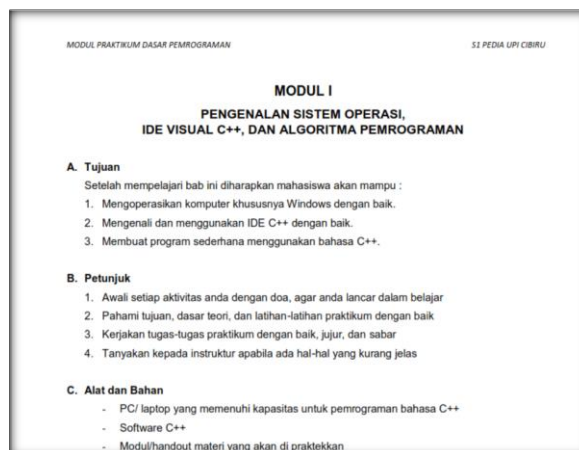 MODUL PRAKTIKUM DASAR PEMROGRAMAN
S1 PEDIA UPI CIBIRU
MODUL I
PENGENALAN SISTEM OPERASI,
IDE VISUAL C++, DAN ALGORITMA PEMROGRAMAN
A. Tujuan
Setelah mempelajari bab ini diharapkan mahasiswa akan mampu :
1. Mengoperasikan komputer khususnya Windows dengan baik.
2. Mengenali dan menggunakan IDE C++ dengan baik.
3. Membuat program sederhana menggunakan bahasa C++.
B. Petunjuk
1. Awali setiap aktivitas anda dengan doa, agar anda lancar dalam belajar
2. Pahami tujuan, dasar teori, dan latihan-latihan praktikum dengan baik
3. Kerjakan tugas-tugas praktikum dengan baik, jujur, dan sabar
4. Tanyakan kepada instruktur apabila ada hal-hal yang kurang jelas
C. Alat dan Bahan
- PC/ laptop yang memenuhi kapasitas untuk pemrograman bahasa C++
- Software C++
- Modul/handout materi yang akan di praktekkan